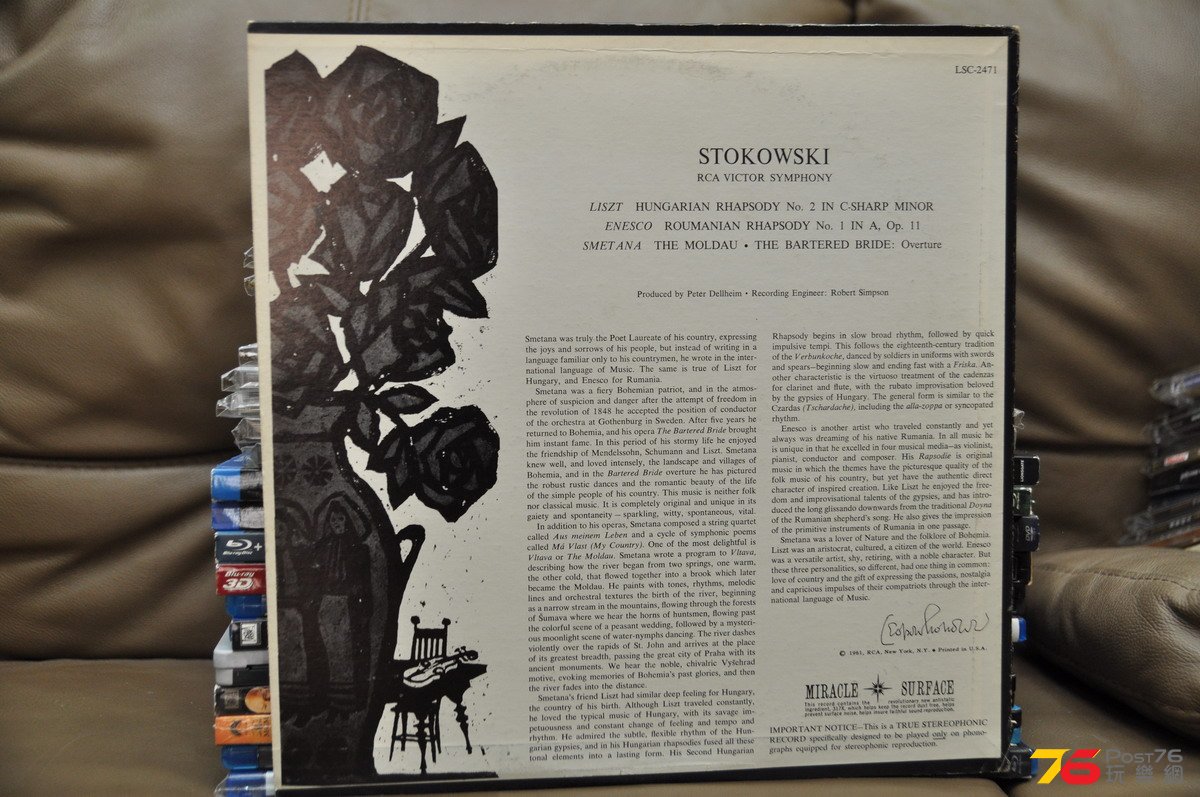 LSC-2471
STOKOWSKI
RCA VICTOR SYMPHONY
LISZT HUNGARIAN RHAPSODY No. 2 IN C-SHARP MINOR
ENESCO ROUMANIAN RHAPSODY No. 1 IN A, Op. 11
SMETANA THE MOLDAU • THE BARTERED BRIDE: Overture
Produced by Peter Dellheim • Recording Engineer: Robert Simpson
Smetana was truly the Poet Laureate of his country, expressing
the joys and sorrows of his people, but instead of writing in a
language familiar only to his countrymen, he wrote in the inter-
national language of Music. The same is true of Liszt for
Hungary, and Enesco for Rumania.
Smetana was a fiery Bohemian patriot, and in the atmos-
phere of suspicion and danger after the attempt of freedom in
the revolution of 1848 he accepted the position of conductor
of the orchestra at Gothenburg in Sweden. After five years he
returned to Bohemia, and his opera The Bartered Bride brought
him instant fame. In this period of his stormy life he enjoyed
the friendship of Mendelssohn, Schumann and Liszt. Smetana
knew well, and loved intensely, the landscape and villages of
Bohemia, and in the Bartered Bride overture he has pictured
the robust rustic dances and the romantic beauty of the life
of the simple people of his country. This music is neither folk
nor classical music. It is completely original and unique in its
gaiety and spontaneity — sparkling, witty, spontaneous, vital.
In addition to his operas, Smetana composed a string quartet
called Aus meinem Leben and a cycle of symphonic poems
called Má Vlast (My Country). One of the most delightful is
Vltava or The Moldau. Smetana wrote a program to Vltava,
describing how the river began from two springs, one warm,
the other cold, that flowed together into a brook which later
became the Moldau. He paints with tones, rhythms, melodic
lines and orchestral textures the birth of the river, beginning
as a narrow stream in the mountains, flowing through the forests
of Šumava where we hear the horns of huntsmen, flowing past
the colorful scene of a peasant wedding, followed by a mysteri-
ous moonlight scene of water-nymphs dancing. The river dashes
violently over the rapids of St. John and arrives at the place
of its greatest breadth, passing the great city of Praha with its
ancient monuments. We hear the noble, chivalric Vyšehrad
motive, evoking memories of Bohemia's past glories, and then
the river fades into the distance.
Smetana's friend Liszt had similar deep feeling for Hungary,
the country of his birth. Although Liszt traveled constantly,
he loved the typical music of Hungary, with its savage im-
petuousness and constant change of feeling and tempo and
rhythm. He admired the subtle, flexible rhythm of the Hun-
garian gypsies, and in his Hungarian rhapsodies fused all these
tonal elements into a lasting form. His Second Hungarian
Rhapsody begins in slow broad rhythm, followed by quick
impulsive tempi. This follows the eighteenth-century tradition
of the Verbunkoche, danced by soldiers in uniforms with swords
and spears—beginning slow and ending fast with a Friska. An-
other characteristic is the virtuoso treatment of the cadenzas
for clarinet and flute, with the rubato improvisation beloved
by the gypsies of Hungary. The general form is similar to the
Czardas (Tschardache), including the alla-zoppa or syncopated
rhythm.
Enesco is another artist who traveled constantly and yet
always was dreaming of his native Rumania. In all music he
is unique in that he excelled in four musical media—as violinist,
pianist, conductor and composer. His Rapsodie is original
music in which the themes have the picturesque quality of the
folk music of his country, but yet have the authentic direct
character of inspired creation. Like Liszt he enjoyed the free-
dom and improvisational talents of the gypsies, and has intro-
duced the long glissando downwards from the traditional Doyna
of the Rumanian shepherd's song. He also gives the impression
of the primitive instruments of Rumania in one passage.
Smetana was a lover of Nature and the folklore of Bohemia.
Liszt was an aristocrat, cultured, a citizen of the world. Enesco
was a versatile artist, shy, retiring, with a noble character. But
these three personalities, so different, had one thing in common:
love of country and the gift of expressing the passions, nostalgia
and capricious impulses of their compatriots through the inter-
national language of Music.
© 1961, RCA, New York, N.Y. • Printed in U.S.A.
MIRACLE SURFACE
This record contains the revolutionary new antistatic
ingredient, 317X, which helps keep the record dust free, helps
prevent surface noise, helps insure faithful sound reproduction.
IMPORTANT NOTICE—This is a TRUE STEREOPHONIC
RECORD specifically designed to be played only on phono-
graphs equipped for stereophonic reproduction.
Blu-ray Disc +
Blu-ray
3D
76 Post76
玩樂網